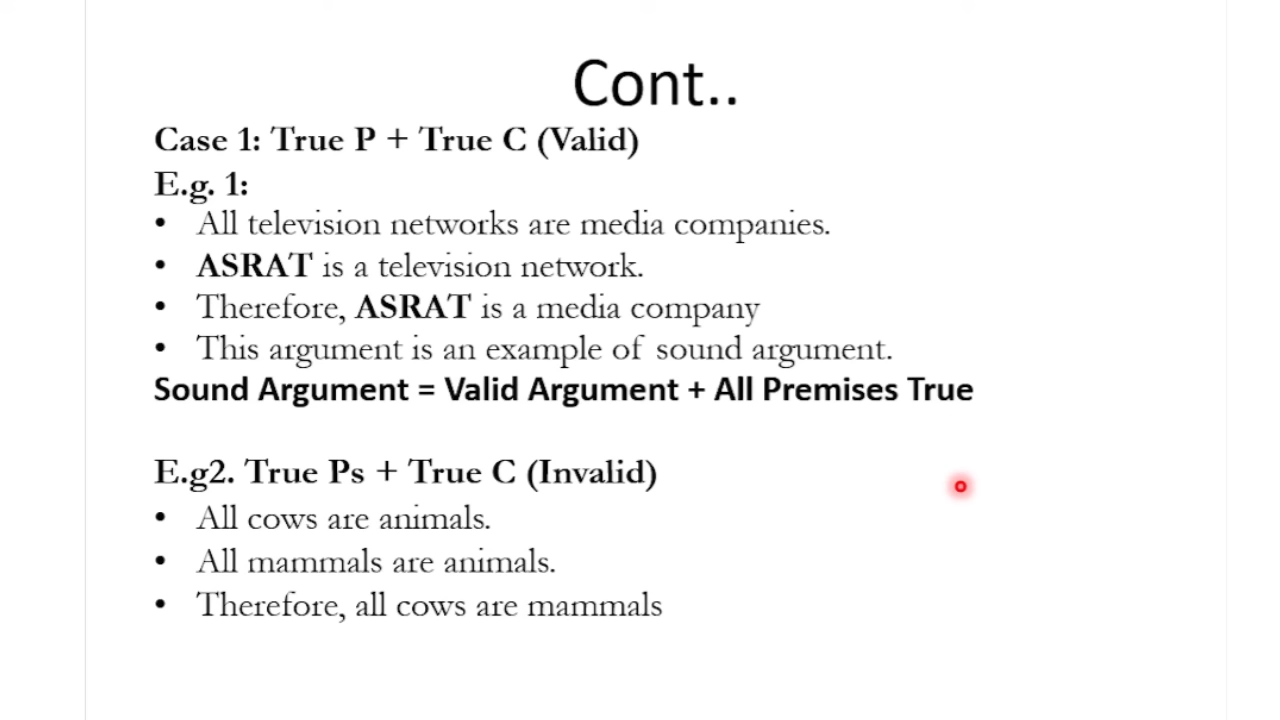 Cont..
Case 1: True P + True C (Valid)
E.g. 1:
• All television networks are media companies.
• ASRAT is a television network.
• Therefore, ASRAT is a media company
• This argument is an example of sound argument.
Sound Argument = Valid Argument + All Premises True
E.g2. True Ps + True C (Invalid)
• All cows are animals.
• All mammals are animals.
• Therefore, all cows are mammals